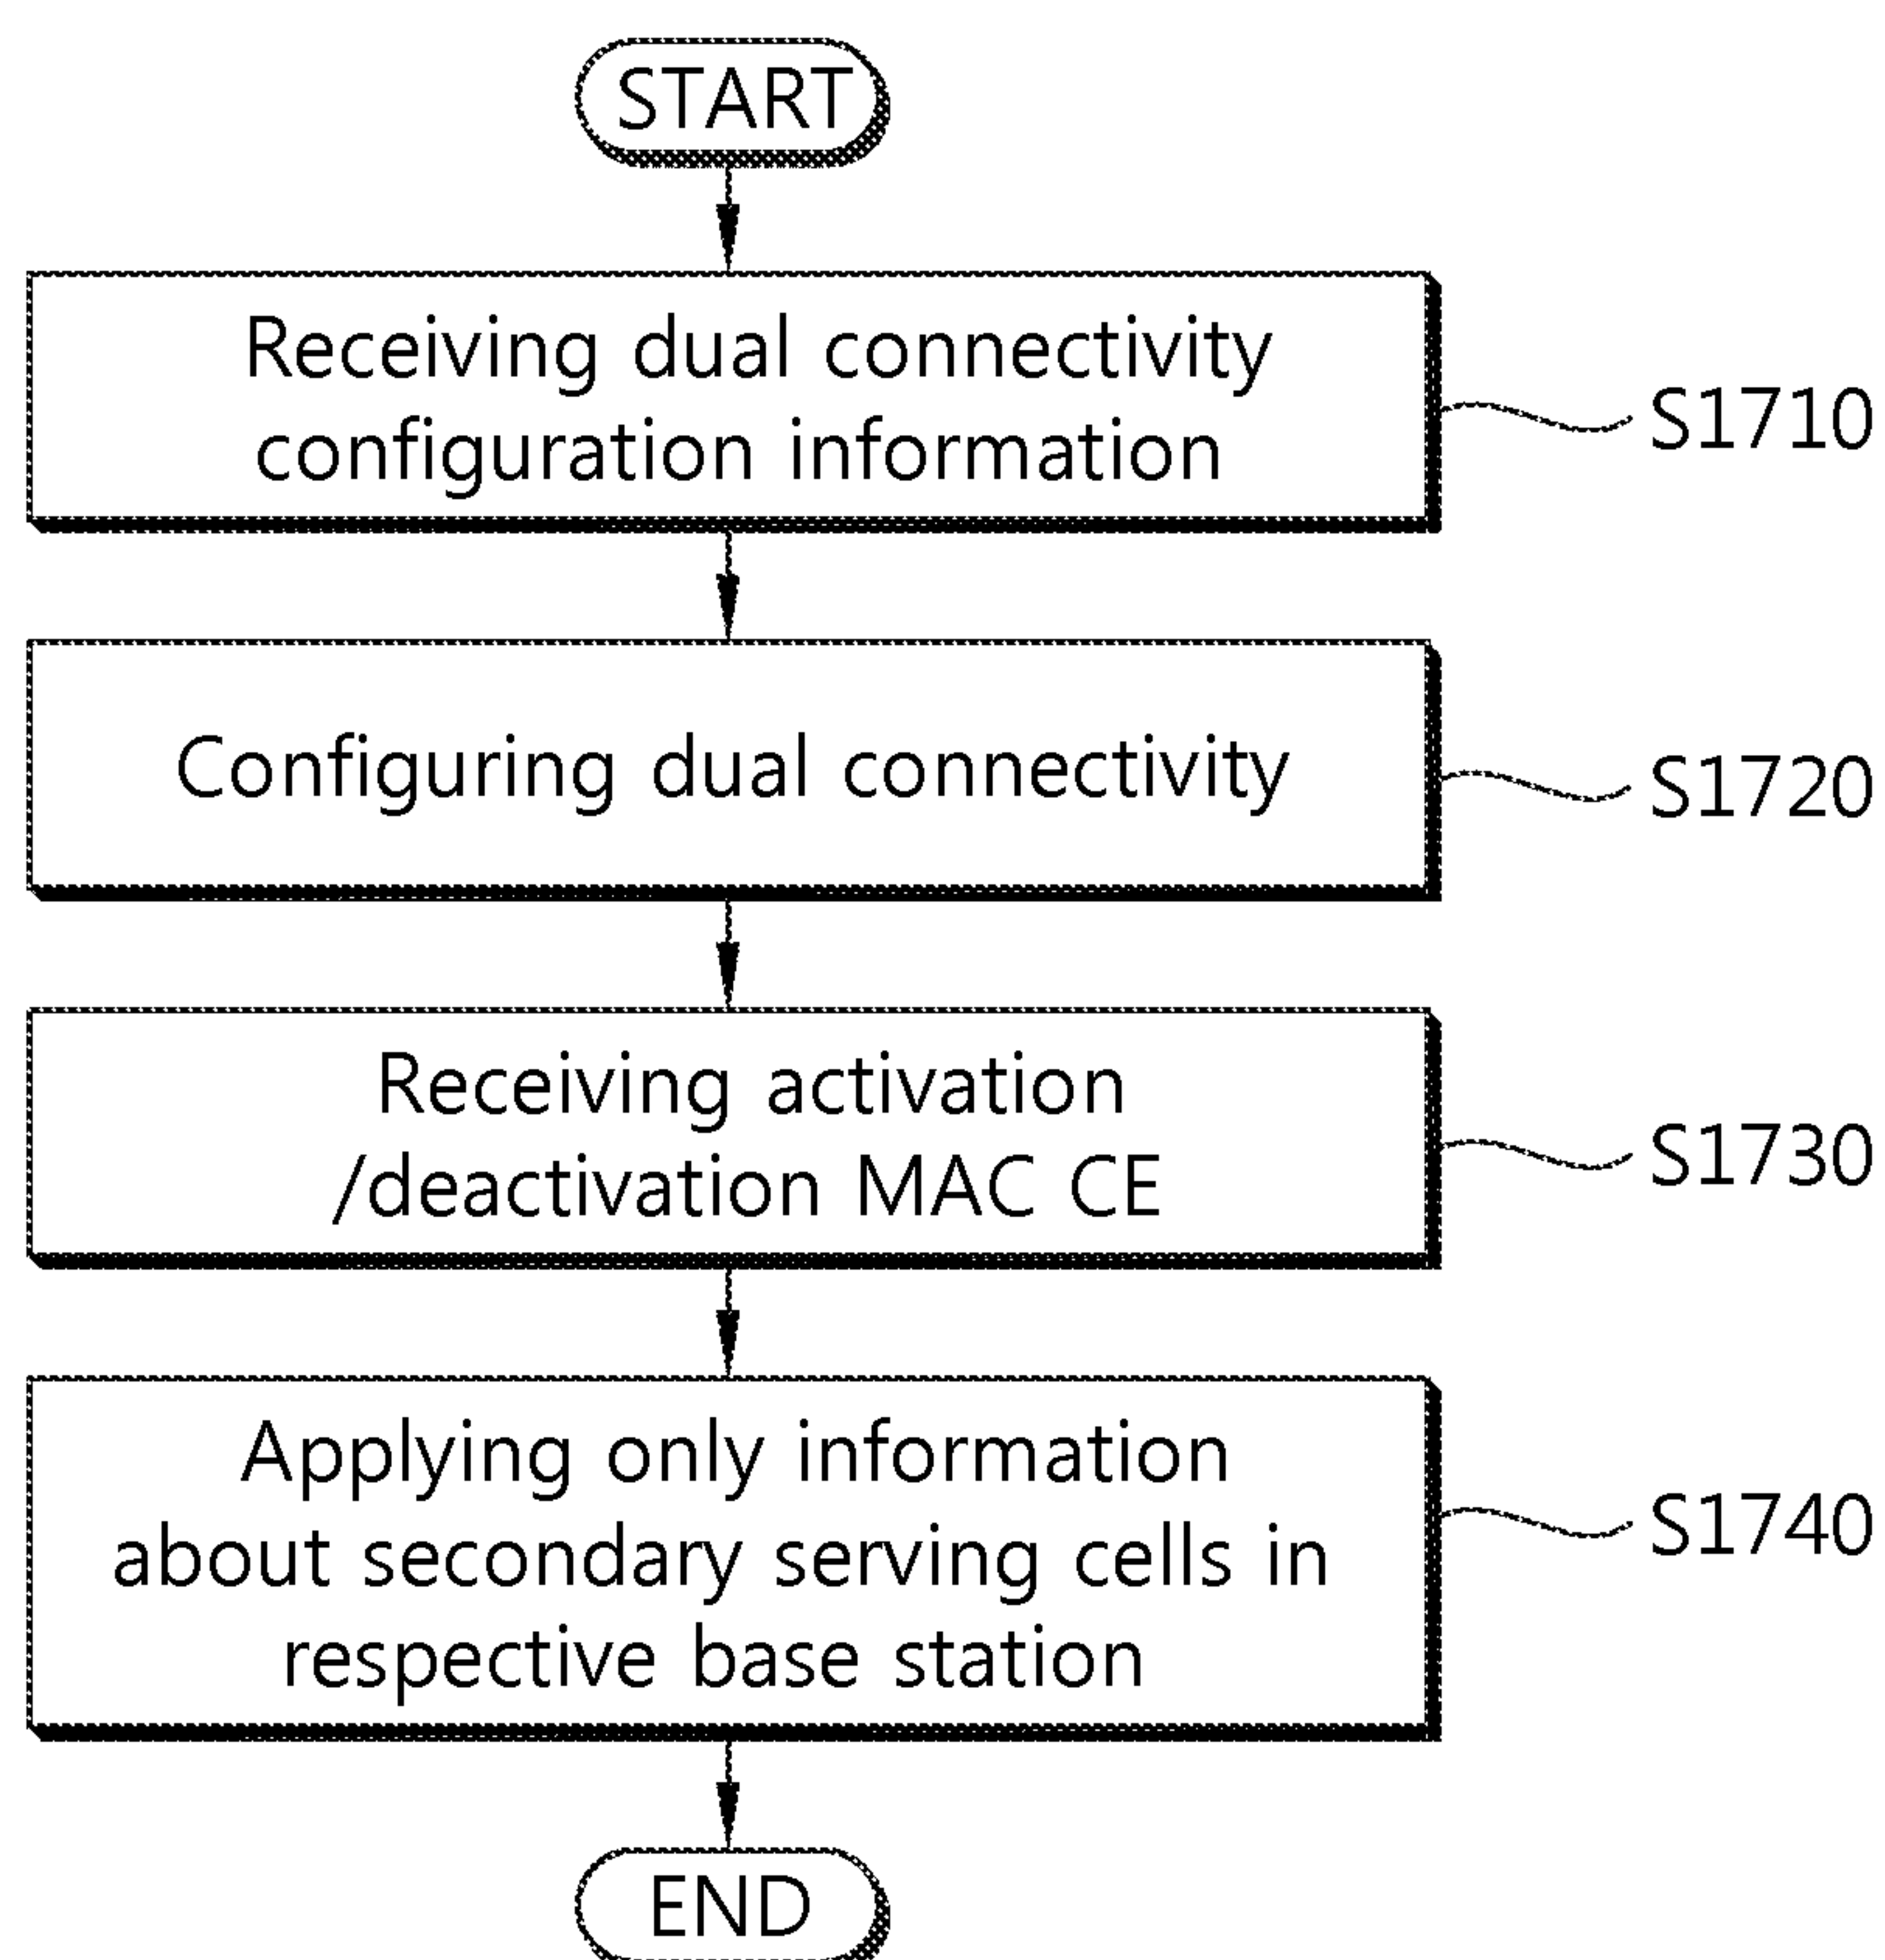 START
Receiving dual connectivity
configuration information
S1710
Configuring dual connectivity
S1720
Receiving activation
/deactivation MAC CE
S1730
Applying only information
about secondary serving cells in
respective base station
S1740
END